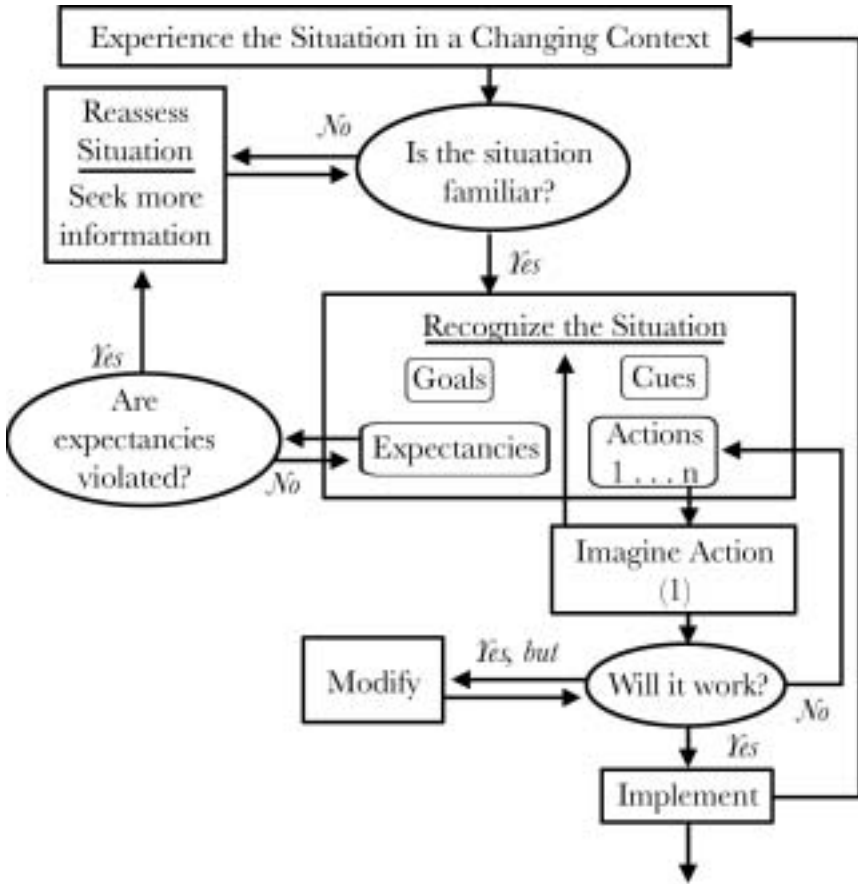 Experience the Situation in a Changing Context
Reassess
Situation
Seek more
information
No
Is the situation
familiar?
Yes
Recognize the Situation
Goals
Cues
Expectancies
Actions
1 . . . n
Yes
Are
expectancies
violated?
No
Imagine Action
(1)
Modify
Yes, but
Will it work?
No
Yes
Implement